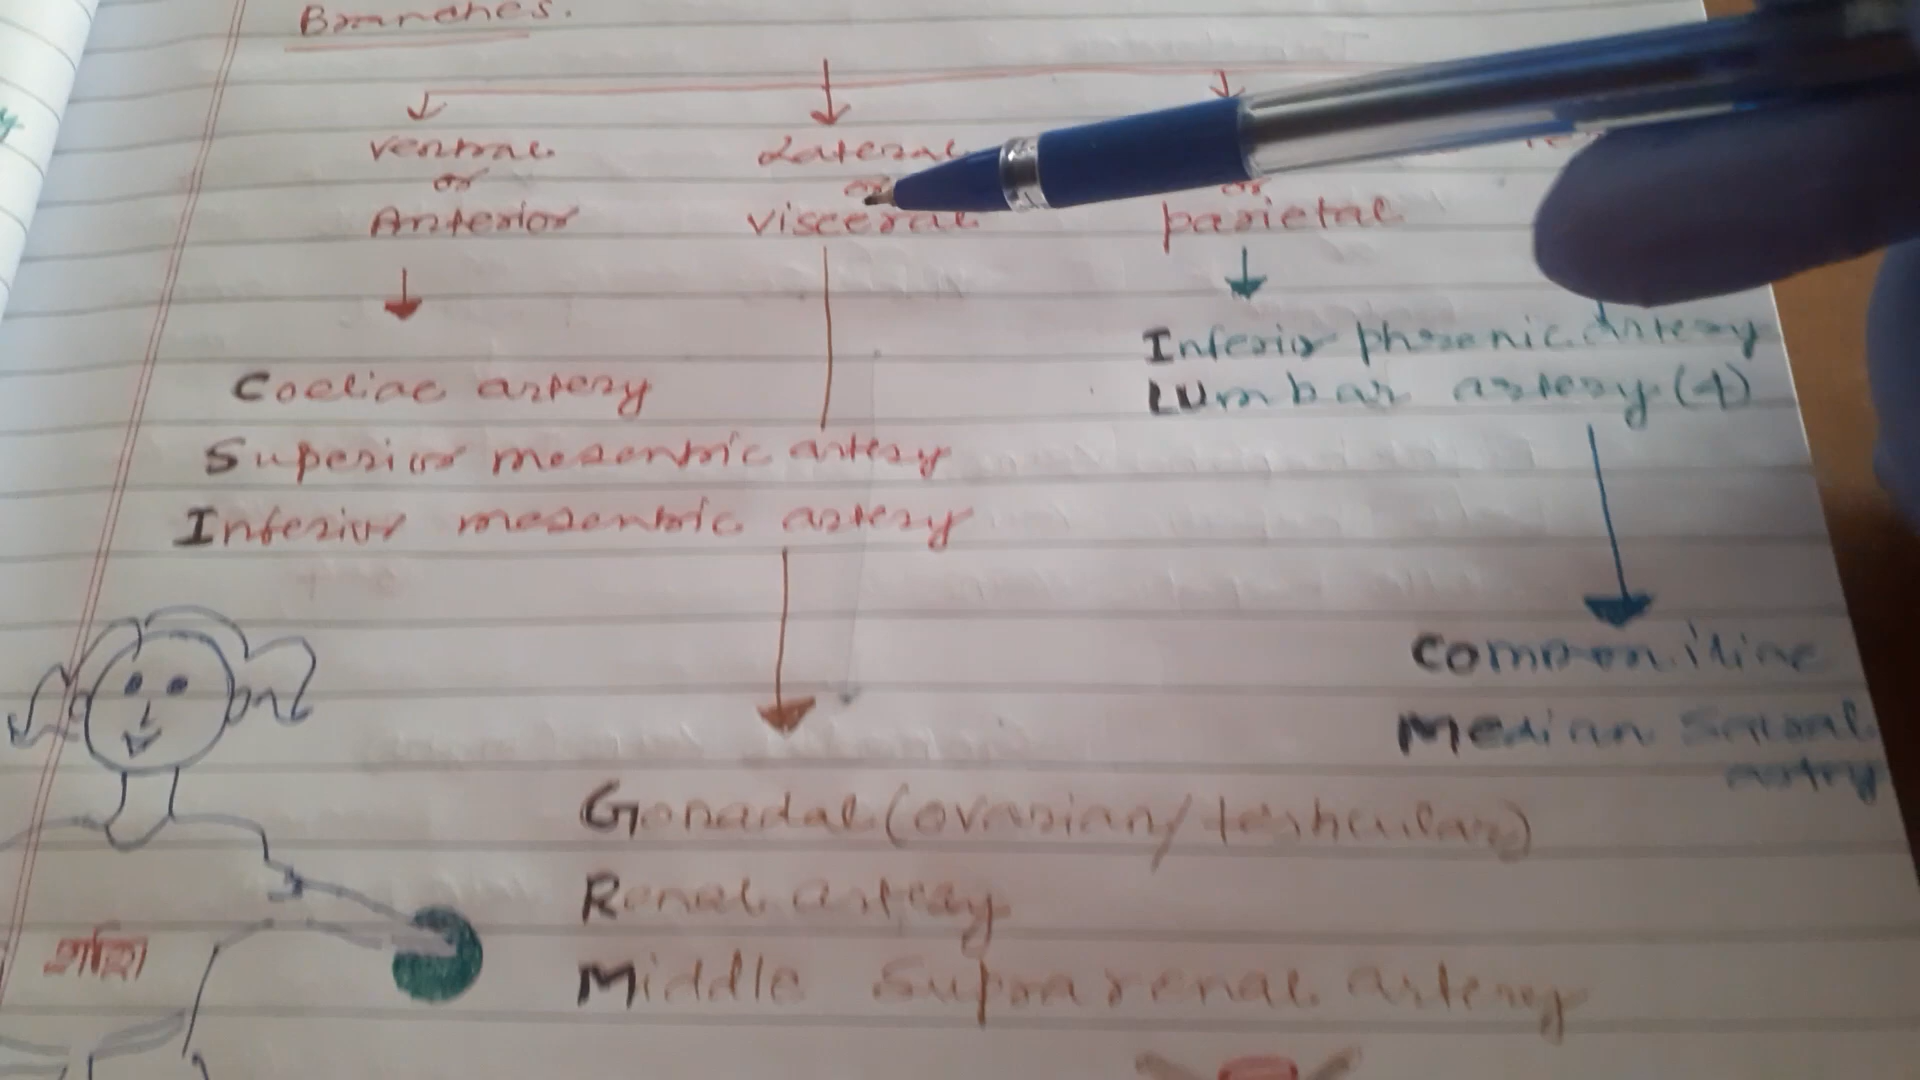 Branches.
ventral
or
Anterior
Lateral
or
visceral
or
parietal
Coeliac artery
Superior mesentric artery
Inferior mesentric artery
Inferior phrenic artery
Lumbar artery (4)
Common iliac
Median sacral
artry
Gonadal (ovarian/testicular)
Renal artery
Middle Suprarenal artery